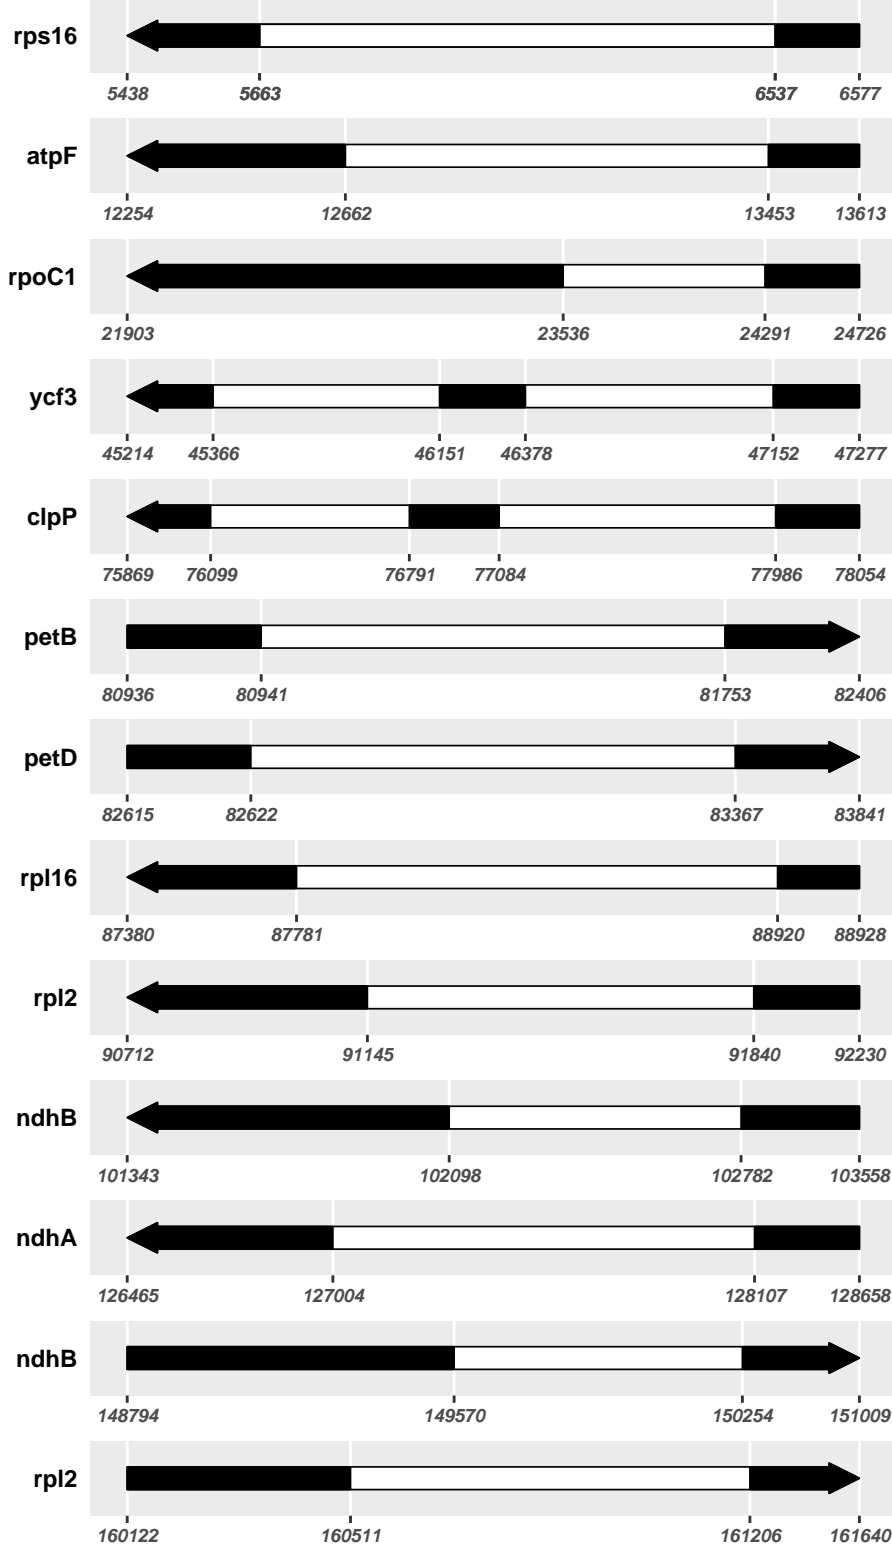 rps16
5438 5663 6537 6577
atpF
12254 12662 13453 13613
rpoC1
21903 23536 24291 24726
ycf3
45214 45366 46151 46378 47152 47277
clpP
75869 76099 76791 77084 77986 78054
petB
80936 80941 81753 82406
petD
82615 82622 83367 83841
rpl16
87380 87781 88920 88928
rpl2
90712 91145 91840 92230
ndhB
101343 102098 102782 103558
ndhA
126465 127004 128107 128658
ndhB
148794 149570 150254 151009
rpl2
160122 160511 161206 161640